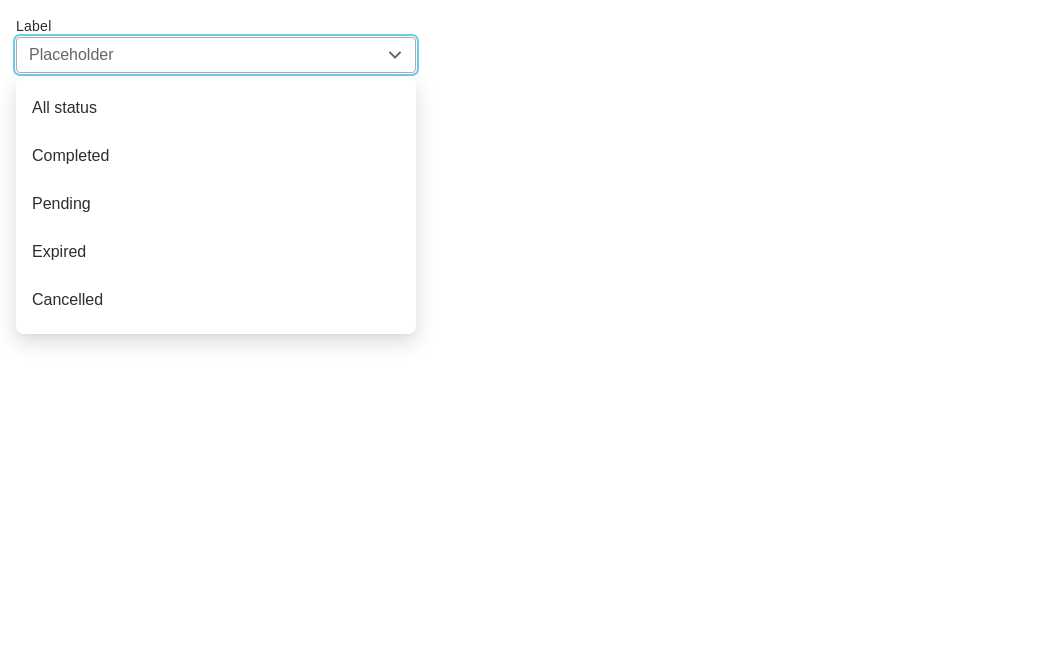 Label
Placeholder
All status
Completed
Pending
Expired
Cancelled